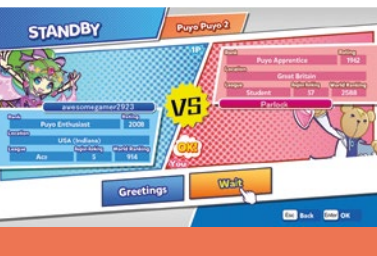 STANDBY
Puyo Puyo 2
1P
awesomegamer2923
Rank
Rating
Puyo Enthusiast
2008
Location
USA (Indiana)
League
Region Ranking
World Ranking
Ace
5
914
VS
OK!
You
Rank
Rating
Puyo Apprentice
1942
Location
Great Britain
League
Region Ranking
World Ranking
Student
57
2588
Parlock
Greetings
Wait
Esc Back
Enter OK